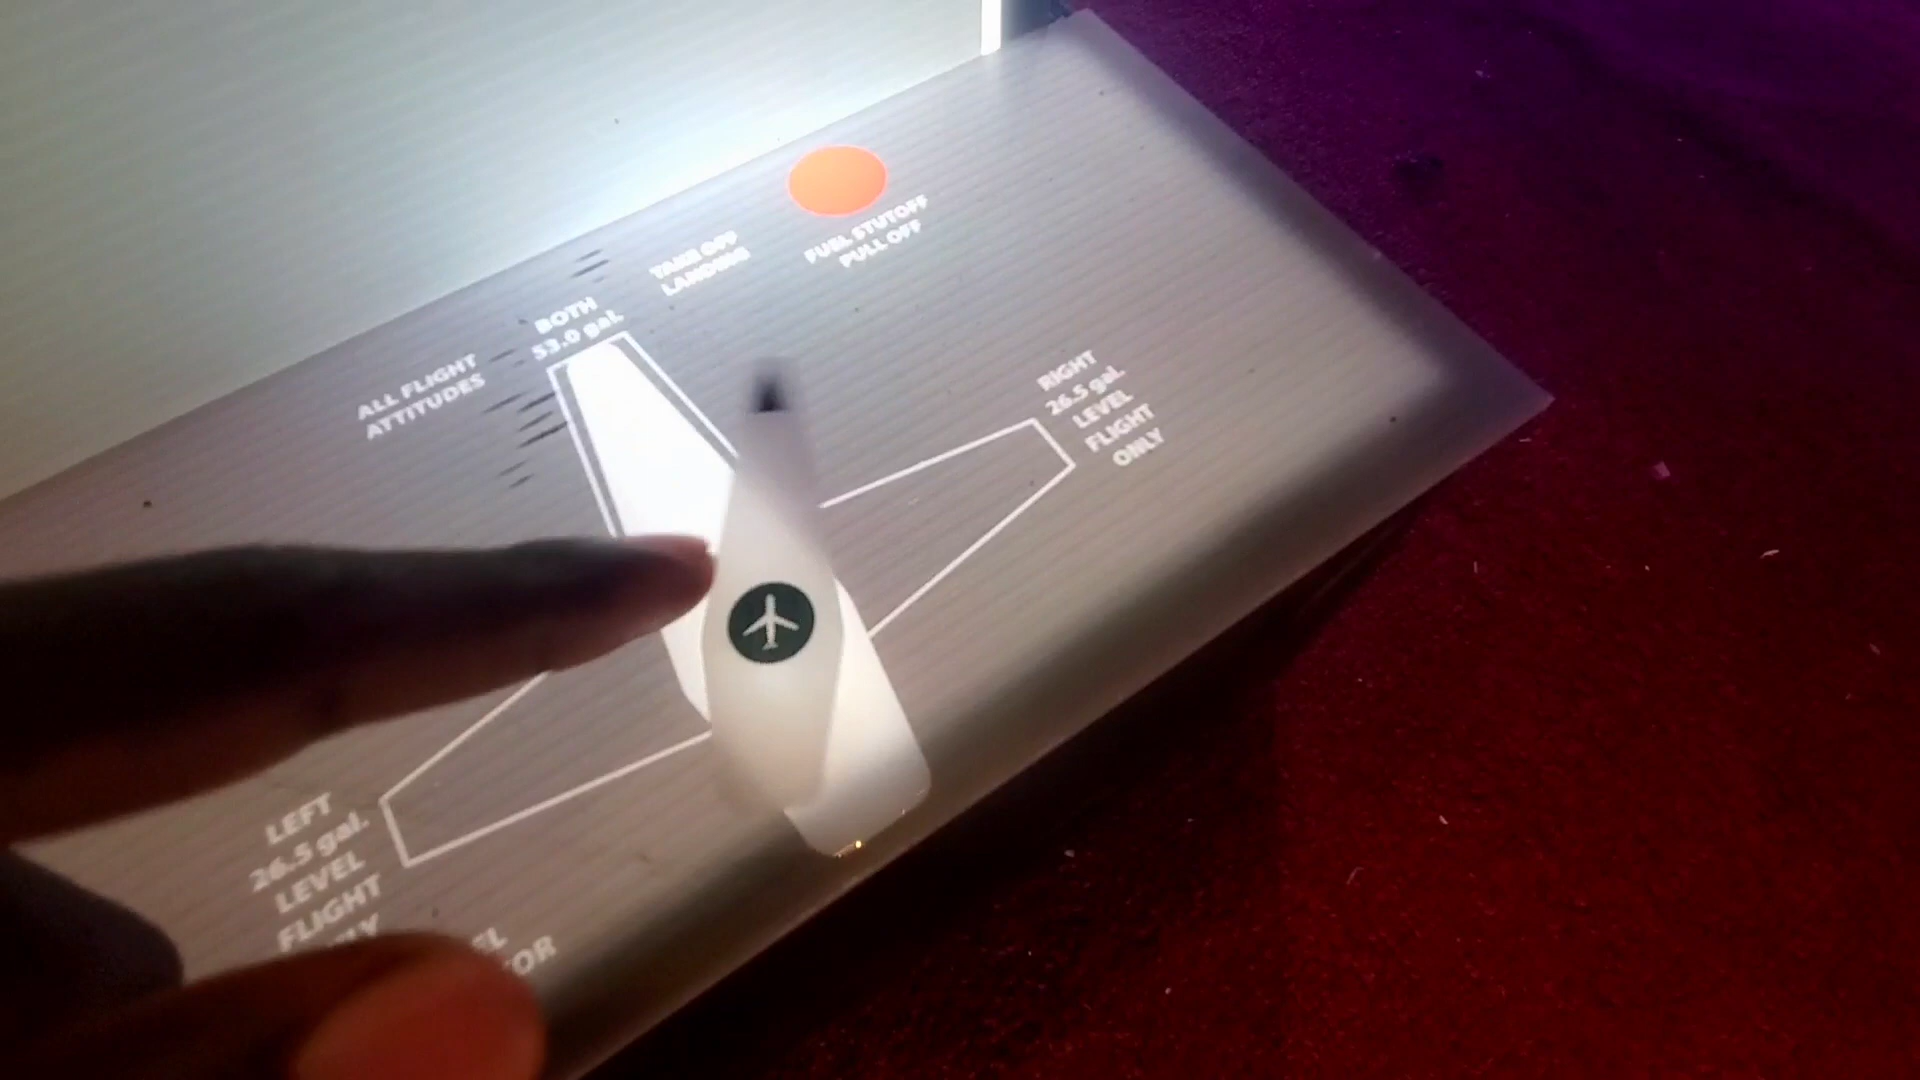 TAKE OFF
LANDING
FUEL STUTOFF
PULL OFF
BOTH
53.0 gal.
ALL FLIGHT
ATTITUDES
RIGHT
26.5 gal.
LEVEL
FLIGHT
ONLY
LEFT
26.5 gal.
LEVEL
FLIGHT